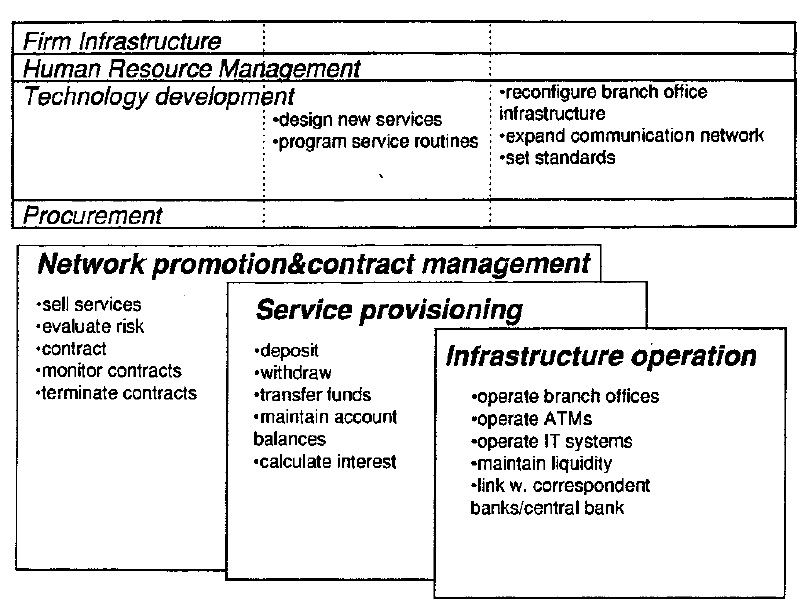 Firm Infrastructure
Human Resource Management
Technology development
•design new services
•program service routines
•reconfigure branch office
infrastructure
•expand communication network
•set standards
Procurement
Network promotion&contract management
•sell services
•evaluate risk
•contract
•monitor contracts
•terminate contracts
Service provisioning
•deposit
•withdraw
•transfer funds
•maintain account
balances
•calculate interest
Infrastructure operation
•operate branch offices
•operate ATMs
•operate IT systems
•maintain liquidity
•link w. correspondent
banks/central bank